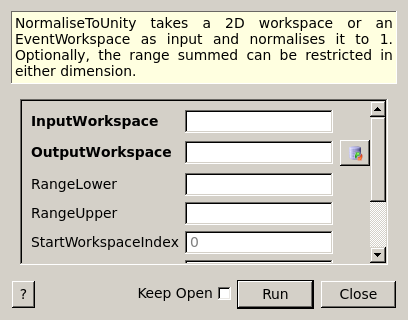 NormaliseToUnity takes a 2D workspace or an
EventWorkspace as input and normalises it to 1.
Optionally, the range summed can be restricted in
either dimension.
InputWorkspace
OutputWorkspace
RangeLower
RangeUpper
StartWorkspaceIndex 0
? Keep Open Run Close